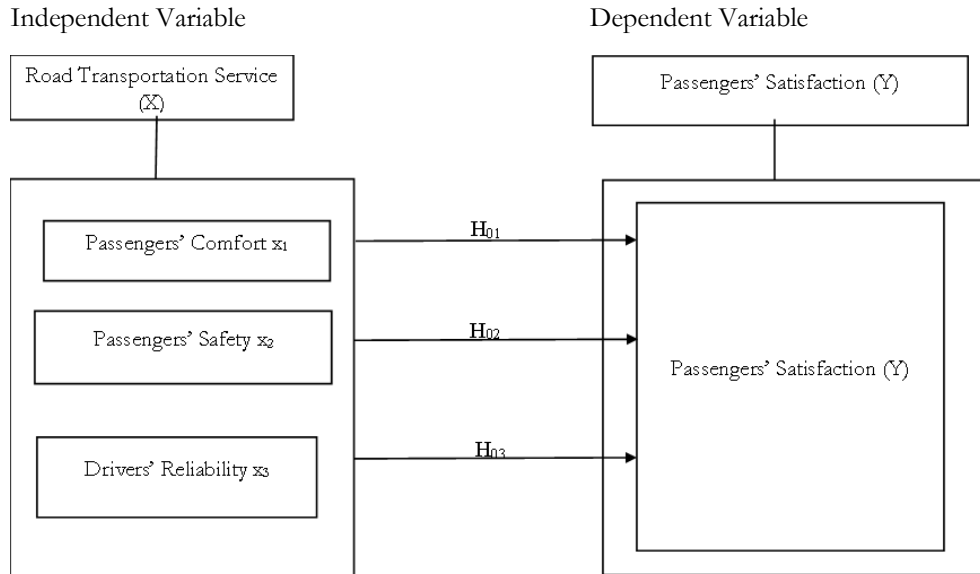 Independent Variable
Dependent Variable
Road Transportation Service
(X)
Passengers' Satisfaction (Y)
Passengers' Comfort x₁
H₀₁
Passengers' Safety x₂
H₀₂
Passengers' Satisfaction (Y)
Drivers' Reliability x₃
H₀₃